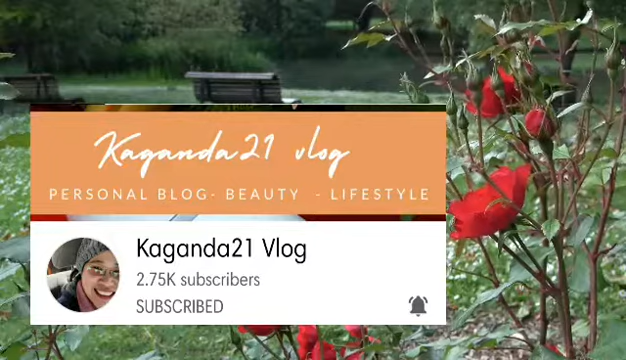 Kaganda21 vlog
PERSONAL BLOG- BEAUTY - LIFESTYLE
Kaganda21 Vlog
2.75K subscribers
SUBSCRIBED